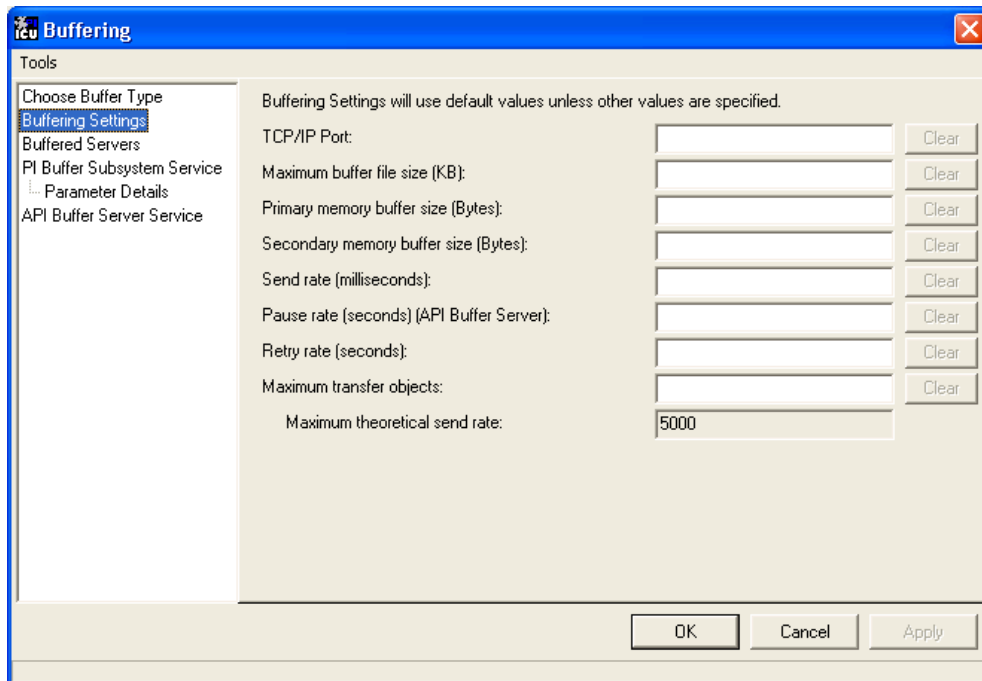 icu Buffering
Tools
Choose Buffer Type
Buffering Settings
Buffered Servers
PI Buffer Subsystem Service
Parameter Details
API Buffer Server Service
Buffering Settings will use default values unless other values are specified.
TCP/IP Port: Clear
Maximum buffer file size (KB): Clear
Primary memory buffer size (Bytes): Clear
Secondary memory buffer size (Bytes): Clear
Send rate (milliseconds): Clear
Pause rate (seconds) (API Buffer Server): Clear
Retry rate (seconds): Clear
Maximum transfer objects: Clear
Maximum theoretical send rate: 5000
OK Cancel Apply